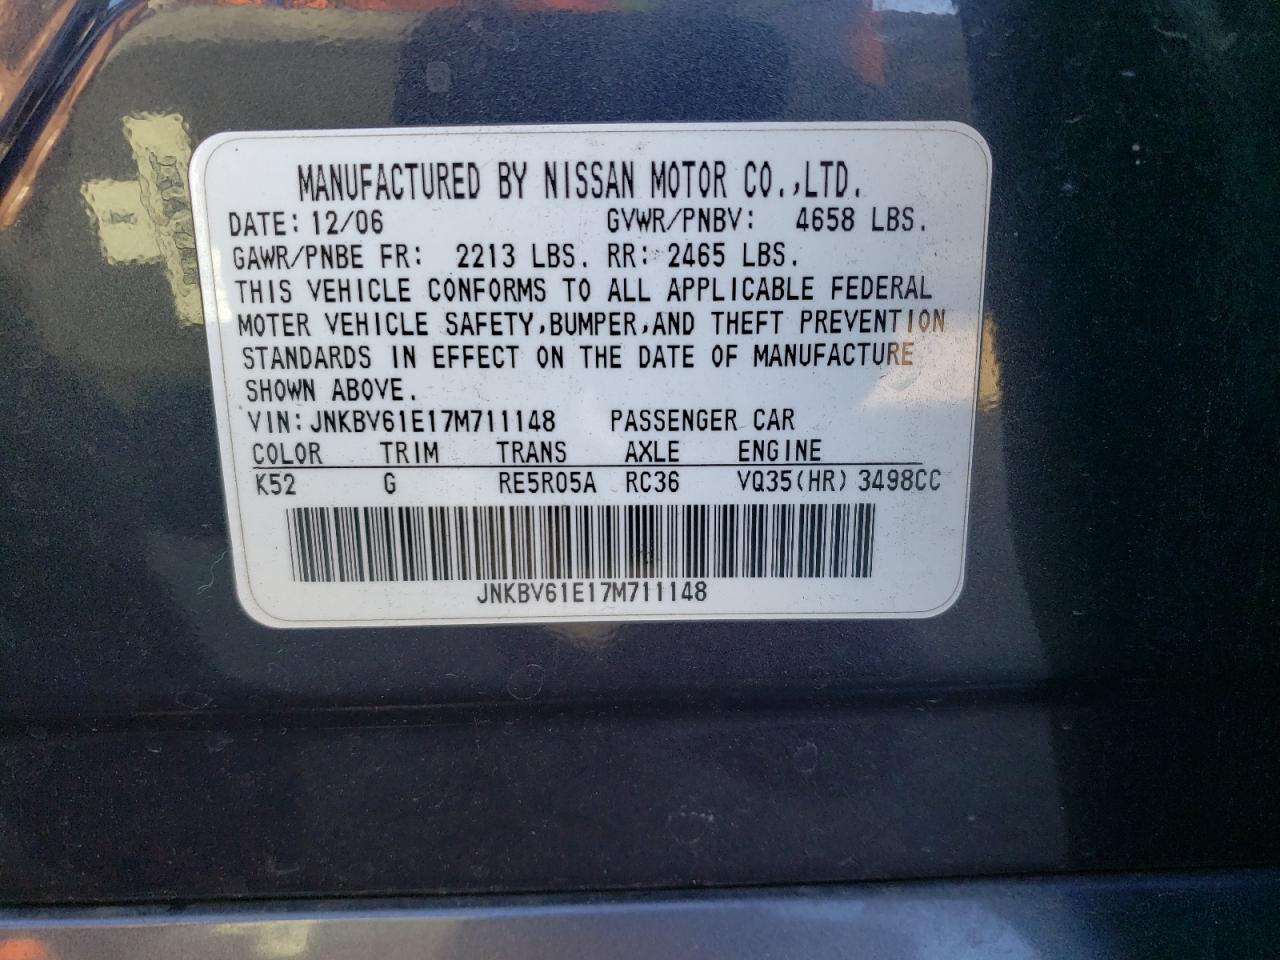 MANUFACTURED BY NISSAN MOTOR CO.,LTD.
DATE: 12/06 GVWR/PNBV: 4658 LBS.
GAWR/PNBE FR: 2213 LBS. RR: 2465 LBS.
THIS VEHICLE CONFORMS TO ALL APPLICABLE FEDERAL
MOTER VEHICLE SAFETY,BUMPER,AND THEFT PREVENTION
STANDARDS IN EFFECT ON THE DATE OF MANUFACTURE
SHOWN ABOVE.
VIN: JNKBV61E17M711148 PASSENGER CAR
COLOR TRIM TRANS AXLE ENGINE
K52 G RE5R05A RC36 VQ35(HR) 3498CC
JNKBV61E17M711148